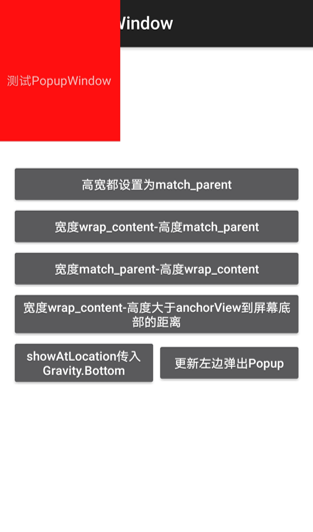 Window
测试PopupWindow
高宽都设置为match_parent
宽度wrap_content-高度match_parent
宽度match_parent-高度wrap_content
宽度wrap_content-高度大于anchorView到屏幕底
部的距离
showAtLocation传入
Gravity.Bottom
更新左边弹出Popup